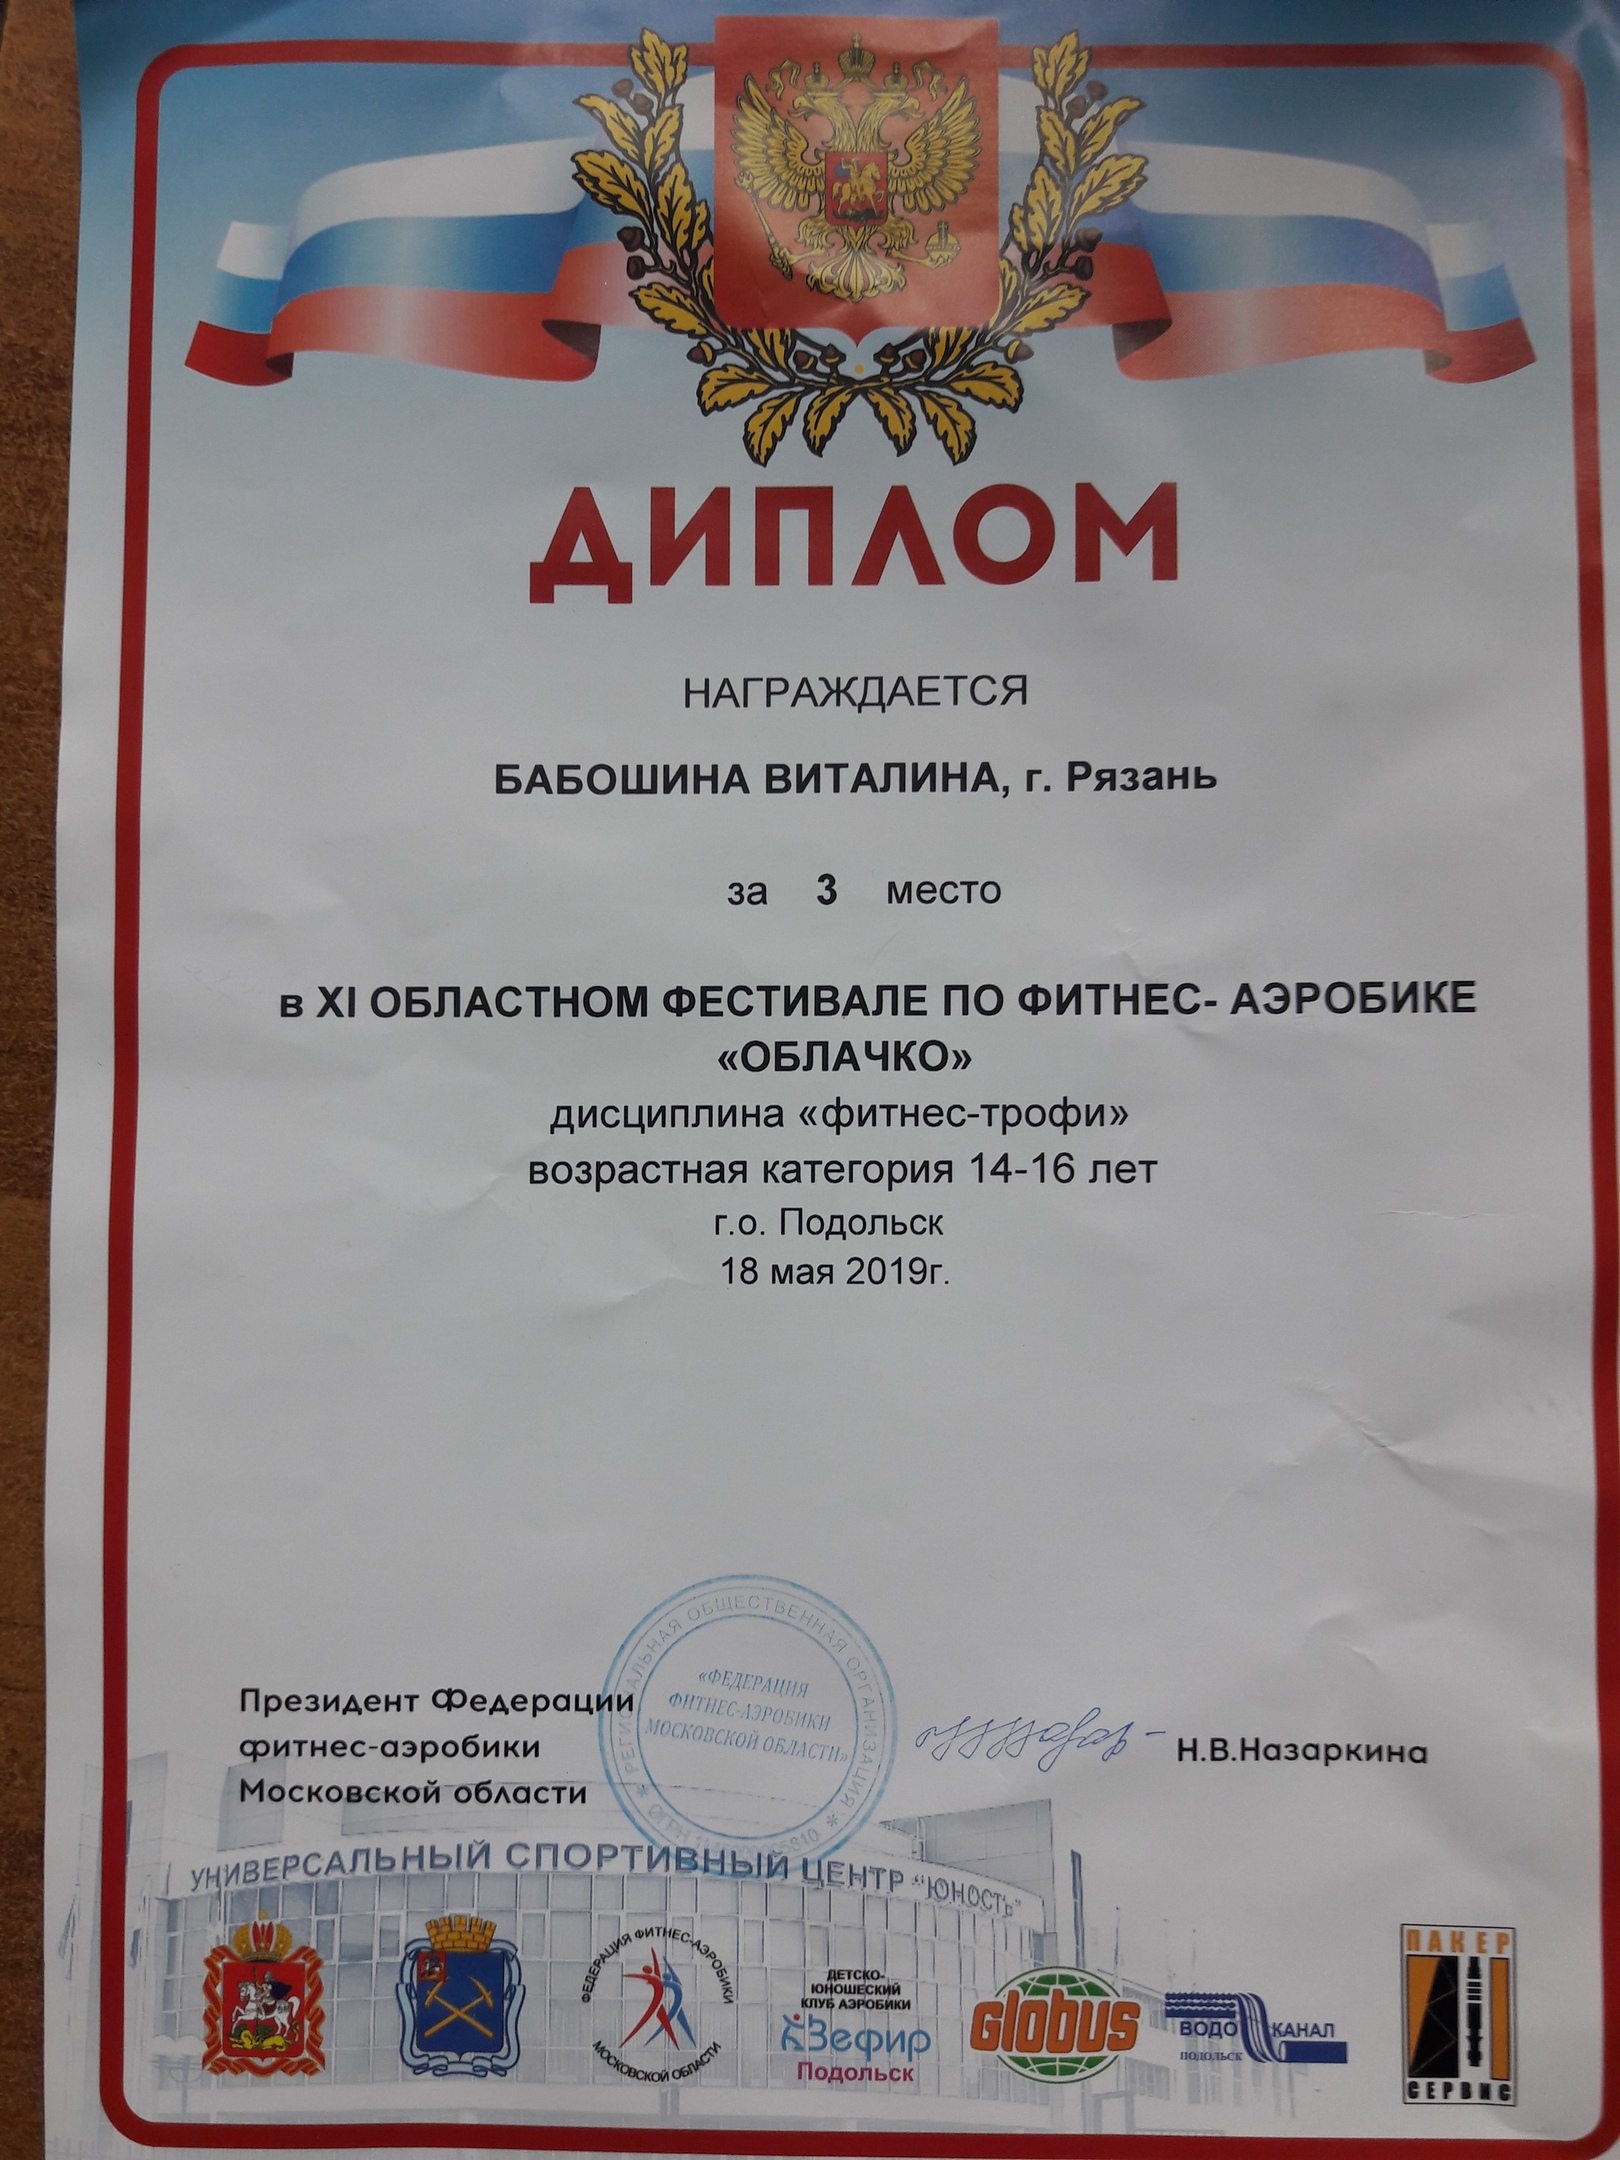 ДИПЛОМ
НАГРАЖДАЕТСЯ
БАБОШИНА ВИТАЛИНА, г. Рязань
за 3 место
в XI ОБЛАСТНОМ ФЕСТИВАЛЕ ПО ФИТНЕС- АЭРОБИКЕ
«ОБЛАЧКО»
дисциплина «фитнес-трофи»
возрастная категория 14-16 лет
г.о. Подольск
18 мая 2019г.
РЕГИОНАЛЬНАЯ ОБЩЕСТВЕННАЯ ОРГАНИЗАЦИЯ
«ФЕДЕРАЦИЯ
ФИТНЕС-АЭРОБИКИ
МОСКОВСКОЙ ОБЛАСТИ»
ОГРН
Президент Федерации
фитнес-аэробики
Московской области
Н.В.Назаркина
УНИВЕРСАЛЬНЫЙ СПОРТИВНЫЙ ЦЕНТР "ЮНОСТЬ"
ФЕДЕРАЦИЯ ФИТНЕС-АЭРОБИКИ
МОСКОВСКОЙ ОБЛАСТИ
ДЕТСКО-
ЮНОШЕСКИЙ
КЛУБ АЭРОБИКИ
Зефир
Подольск
Globus
ВОДОКАНАЛ
ПОДОЛЬСК
ПАКЕР
СЕРВИС